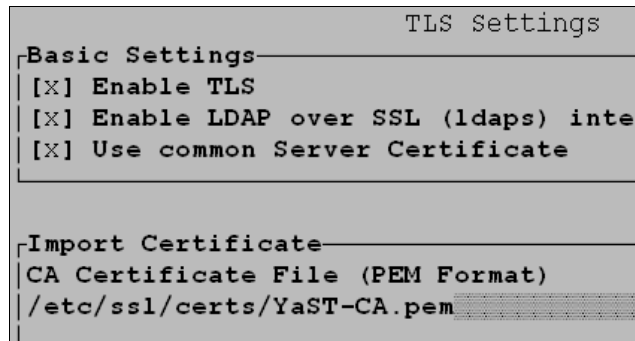 TLS Settings
Basic Settings
[x] Enable TLS
[x] Enable LDAP over SSL (ldaps) inte
[x] Use common Server Certificate
Import Certificate
CA Certificate File (PEM Format)
/etc/ssl/certs/YaST-CA.pem